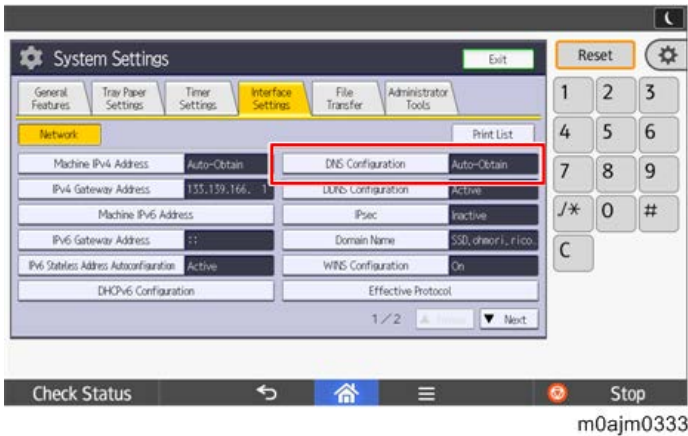 System Settings
Exit
Reset
General Features
Tray Paper Settings
Timer Settings
Interface Settings
File Transfer
Administrator Tools
Network
Print List
Machine IPv4 Address
Auto-Obtain
DNS Configuration
Auto-Obtain
IPv4 Gateway Address
133.139.166. 1
DDNS Configuration
Active
Machine IPv6 Address
IPsec
Inactive
IPv6 Gateway Address
::
Domain Name
SSD.ohmori.rico..
IPv6 Stateless Address Autoconfiguration
Active
WINS Configuration
On
DHCPv6 Configuration
Effective Protocol
1/2
▼ Next
1 2 3
4 5 6
7 8 9
./* 0 #
C
Check Status
Stop
m0ajm0333